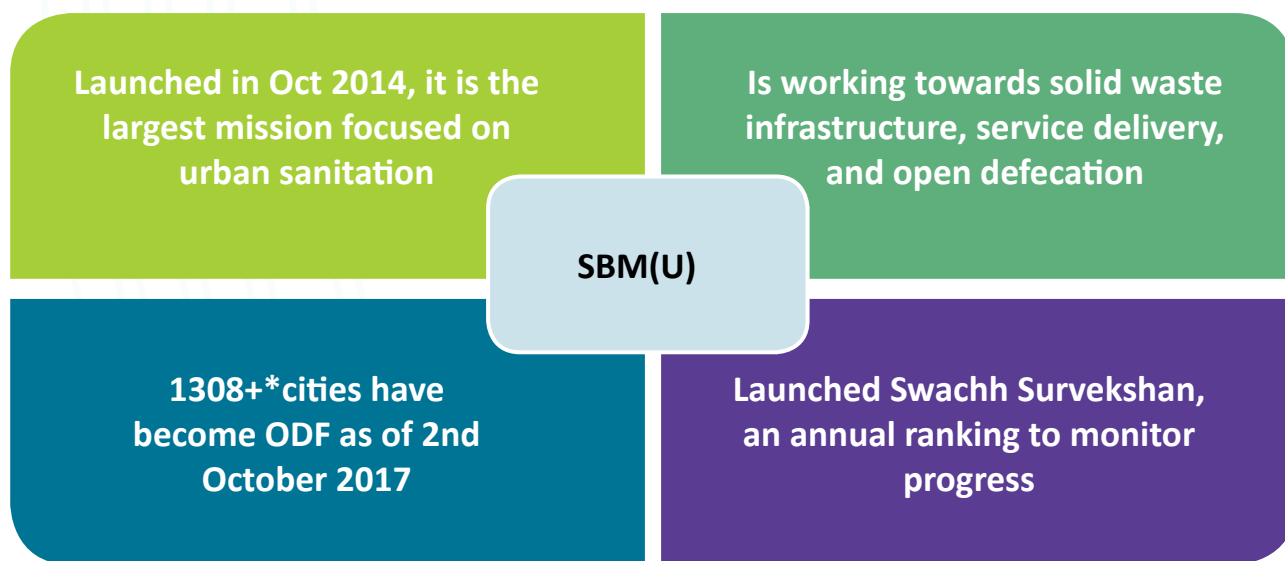 Launched in Oct 2014, it is the
largest mission focused on
urban sanitation
Is working towards solid waste
infrastructure, service delivery,
and open defecation
SBM(U)
1308+*cities have
become ODF as of 2nd
October 2017
Launched Swachh Survekshan,
an annual ranking to monitor
progress